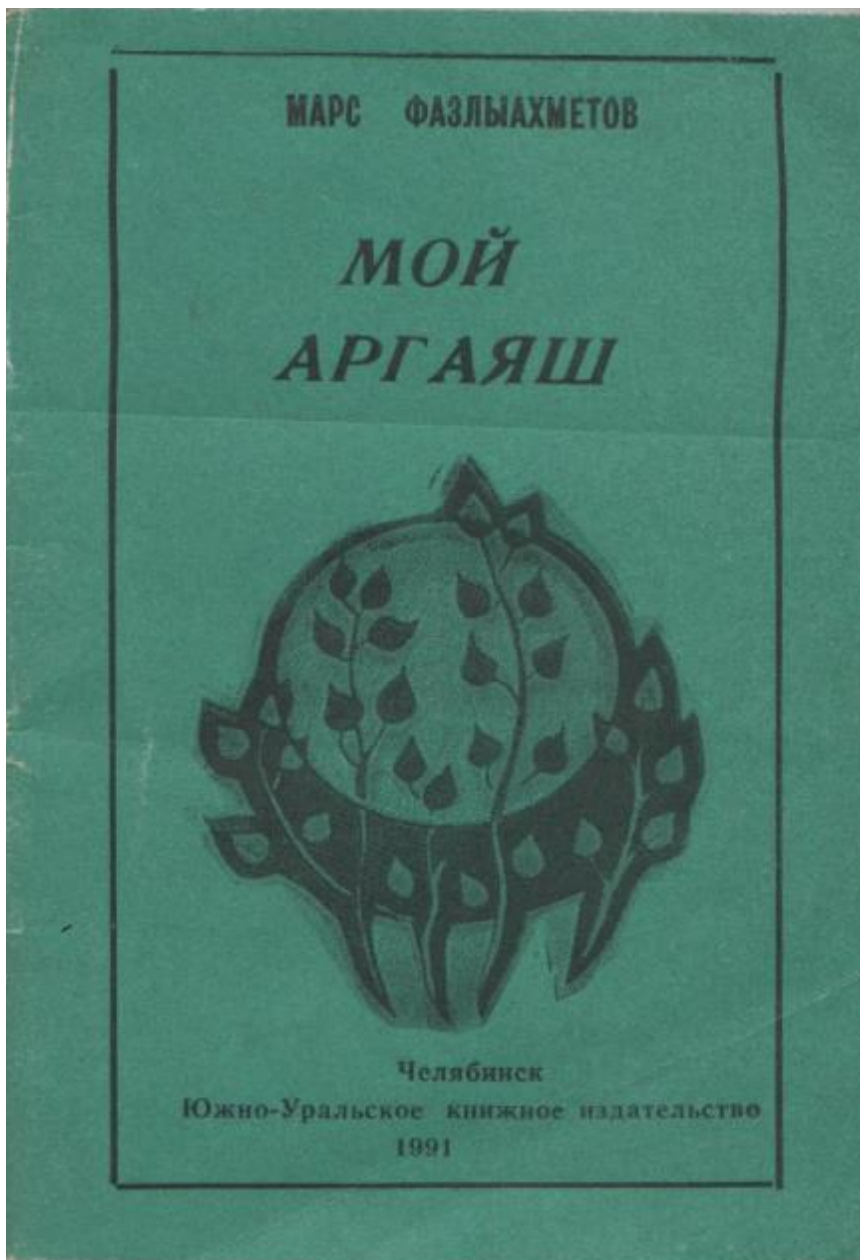 МАРС ФАЗЛЫАХМЕТОВ
МОЙ
АРГАЯШ
Челябинск
Южно-Уральское книжное издательство
1991